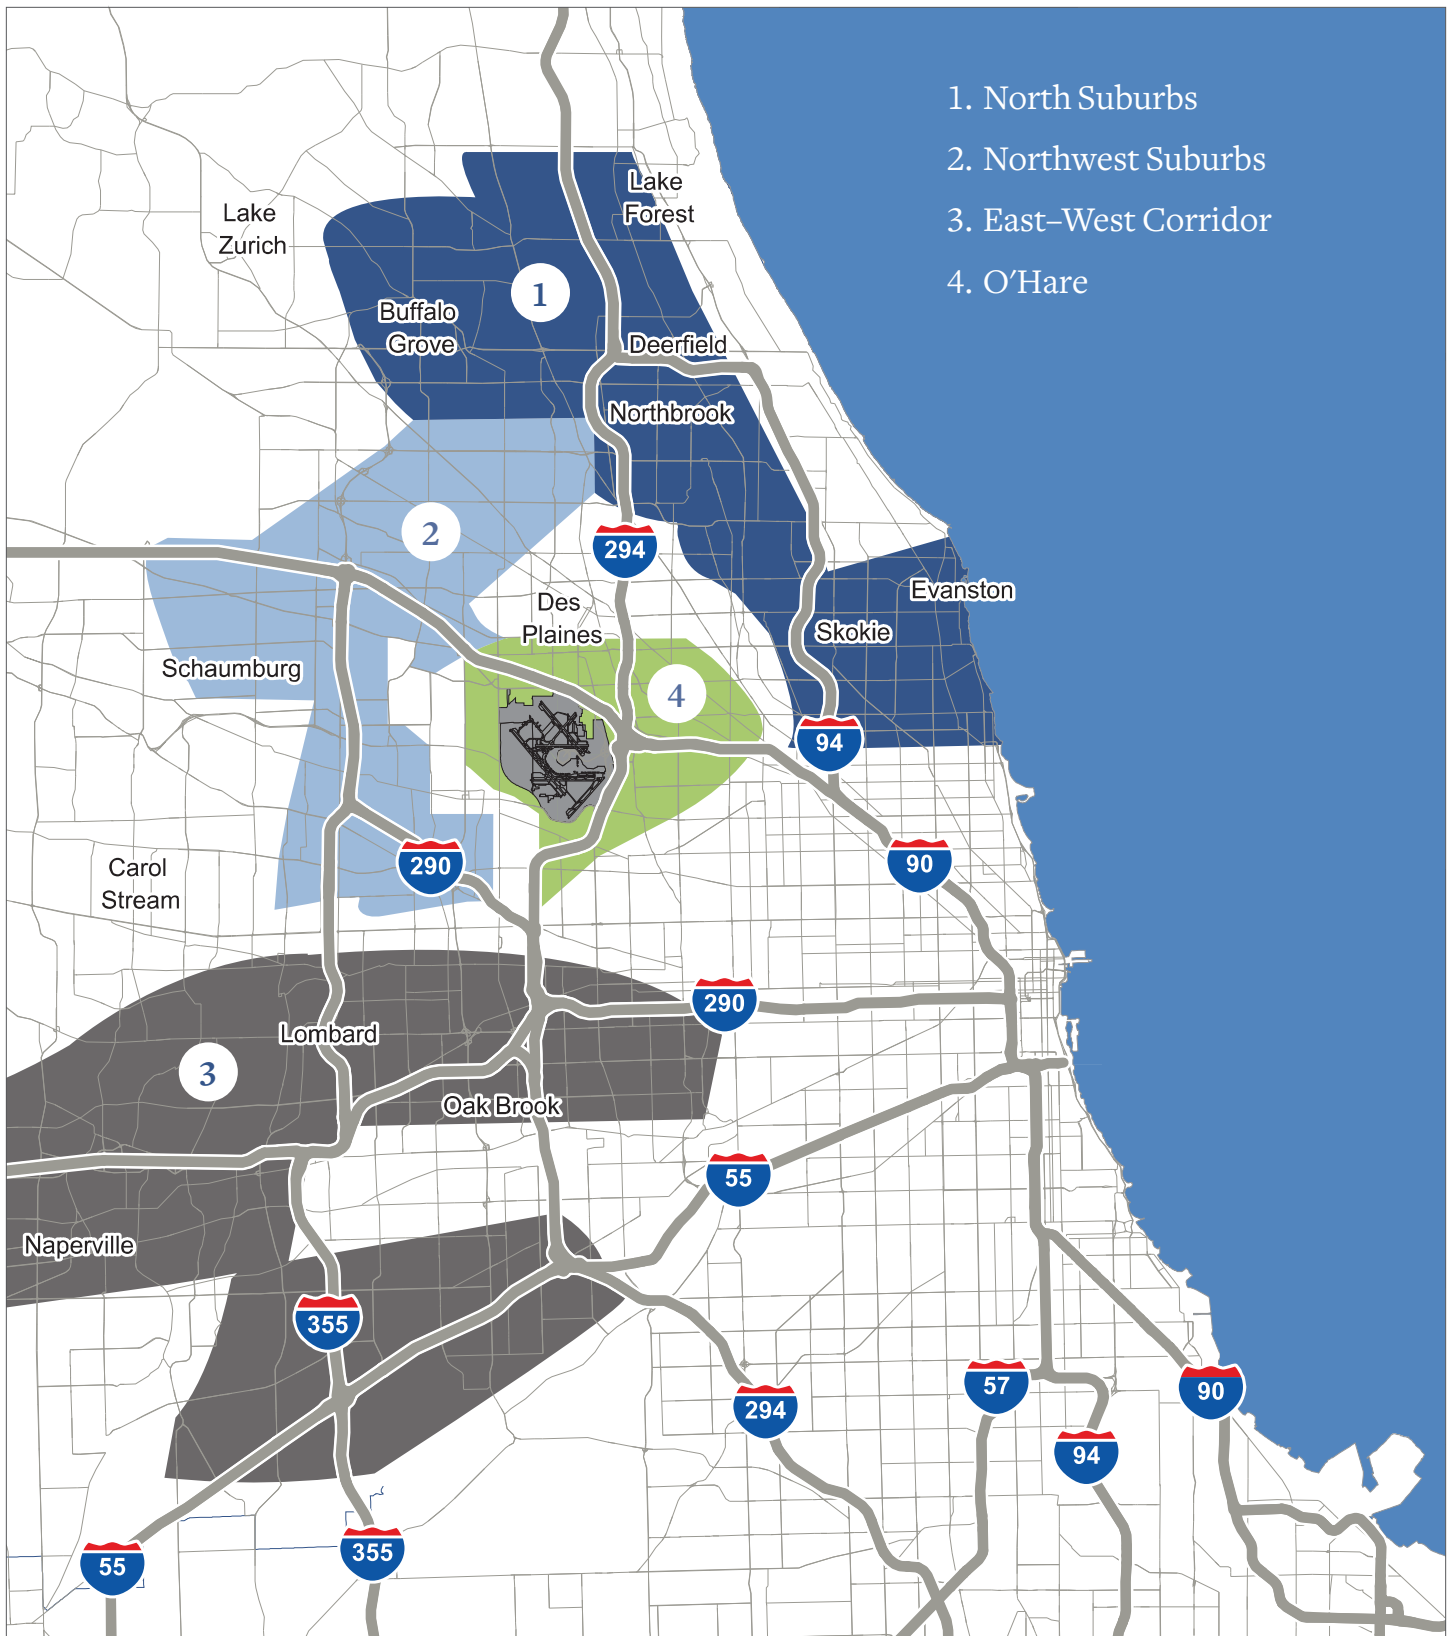 1. North Suburbs
2. Northwest Suburbs
3. East–West Corridor
4. O'Hare
Lake
Forest
Lake
Zurich
1
Buffalo
Grove
Deerfield
Northbrook
2
294
Des
Plaines
Evanston
Skokie
Schaumburg
4
94
290
90
Carol
Stream
290
Lombard
3
Oak Brook
55
Naperville
355
57
90
294
94
355
55